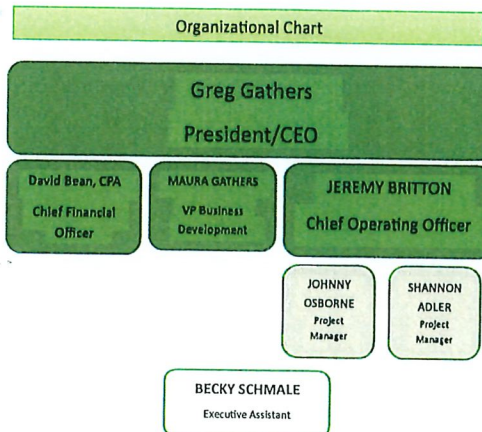 Organizational Chart
Greg Gathers
President/CEO
David Bean, CPA
Chief Financial
Officer
MAURA GATHERS
VP Business
Development
JEREMY BRITTON
Chief Operating Officer
JOHNNY
OSBORNE
Project
Manager
SHANNON
ADLER
Project
Manager
BECKY SCHMALE
Executive Assistant